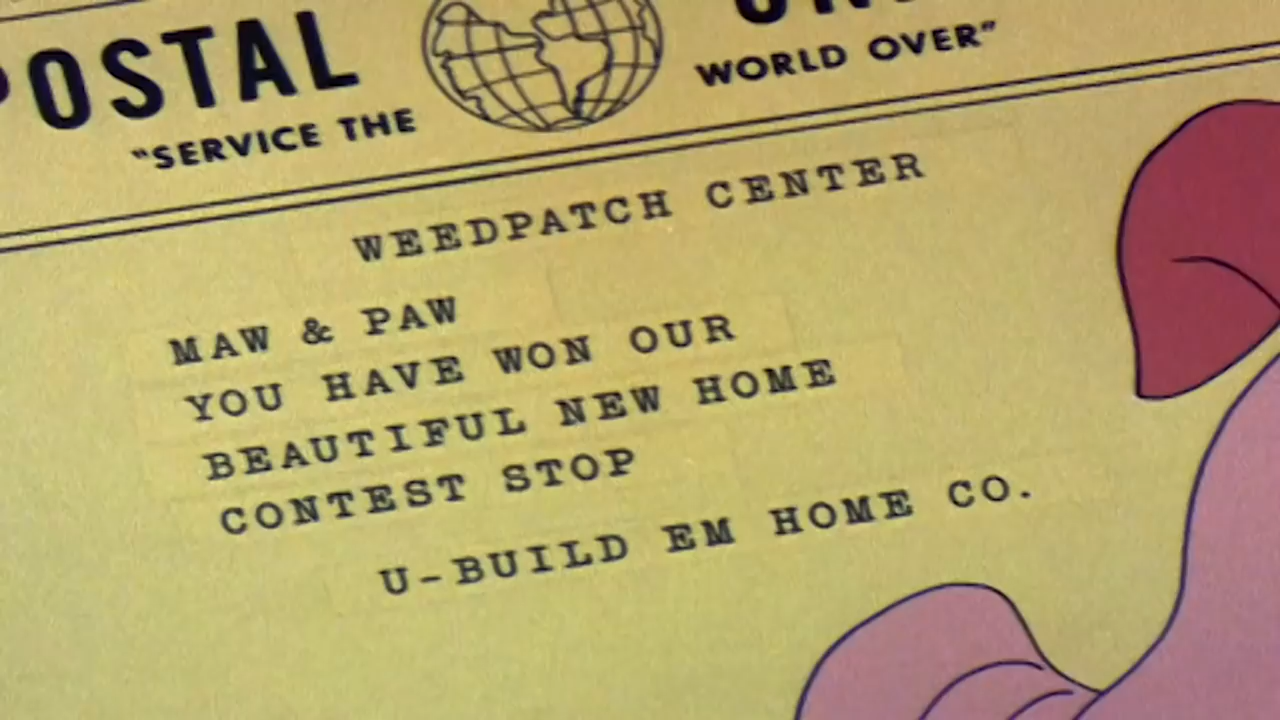 POSTAL
"SERVICE THE WORLD OVER"
WEEDPATCH CENTER
MAW & PAW
YOU HAVE WON OUR
BEAUTIFUL NEW HOME
CONTEST STOP
U-BUILD EM HOME CO.